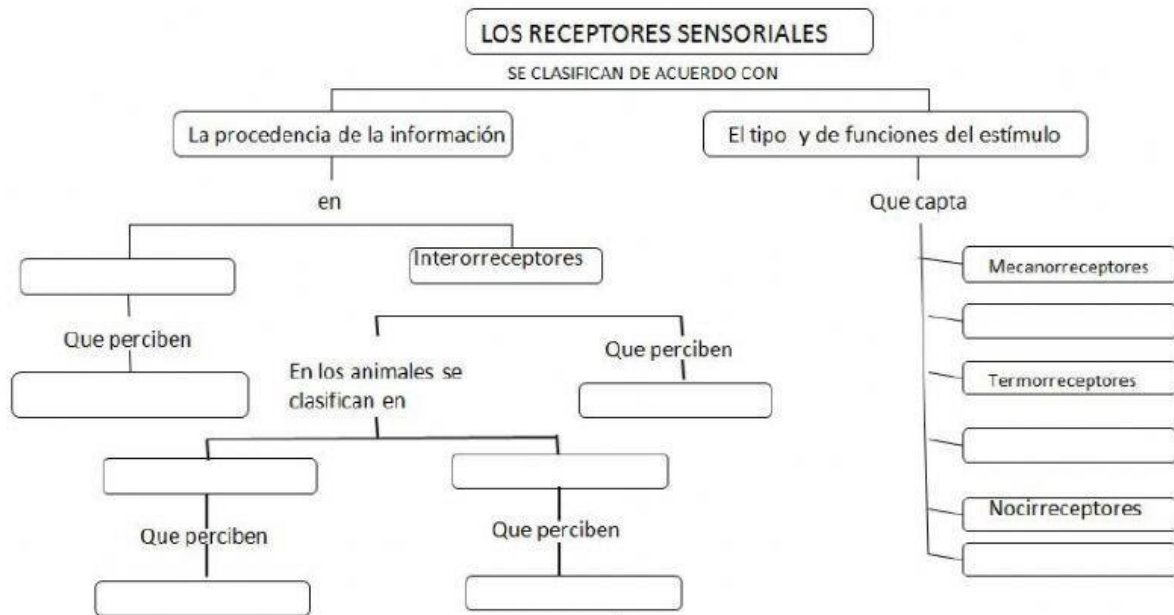 LOS RECEPTORES SENSORIALES
SE CLASIFICAN DE ACUERDO CON
La procedencia de la información
El tipo y de funciones del estímulo
en
Que capta
Interorreceptores
Mecanorreceptores
Que perciben
Que perciben
En los animales se
clasifican en
Termorreceptores
Nocirreceptores
Que perciben
Que perciben